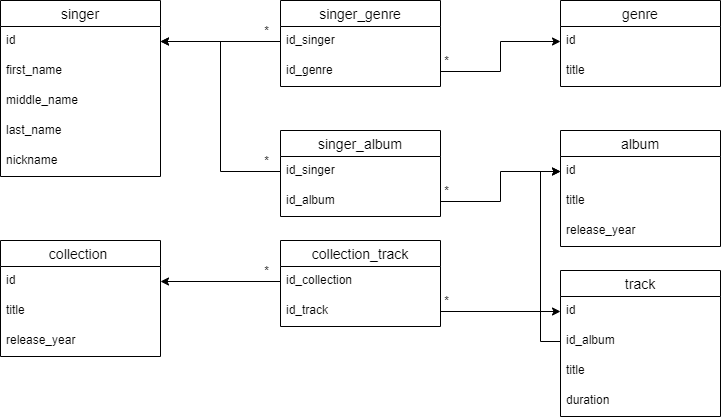 singer
id
first_name
middle_name
last_name
nickname
singer_genre
*
id_singer
id_genre
*
genre
id
title
singer_album
*
id_singer
id_album
*
album
id
title
release_year
collection
id
title
release_year
collection_track
*
id_collection
id_track
*
track
id
id_album
title
duration